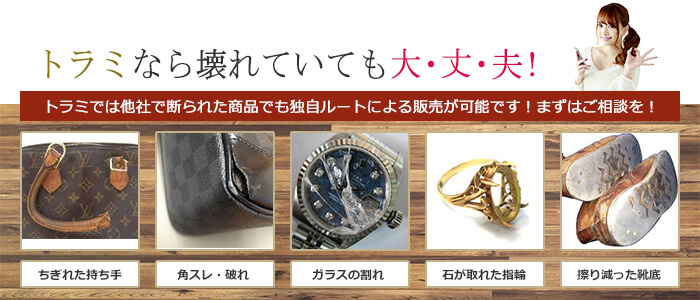 トラミなら壊れていても大・丈・夫!
トラミでは他社で断られた商品でも独自ルートによる販売が可能です！まずはご相談を！
ちぎれた持ち手
角スレ・破れ
ガラスの割れ
石が取れた指輪
擦り減った靴底